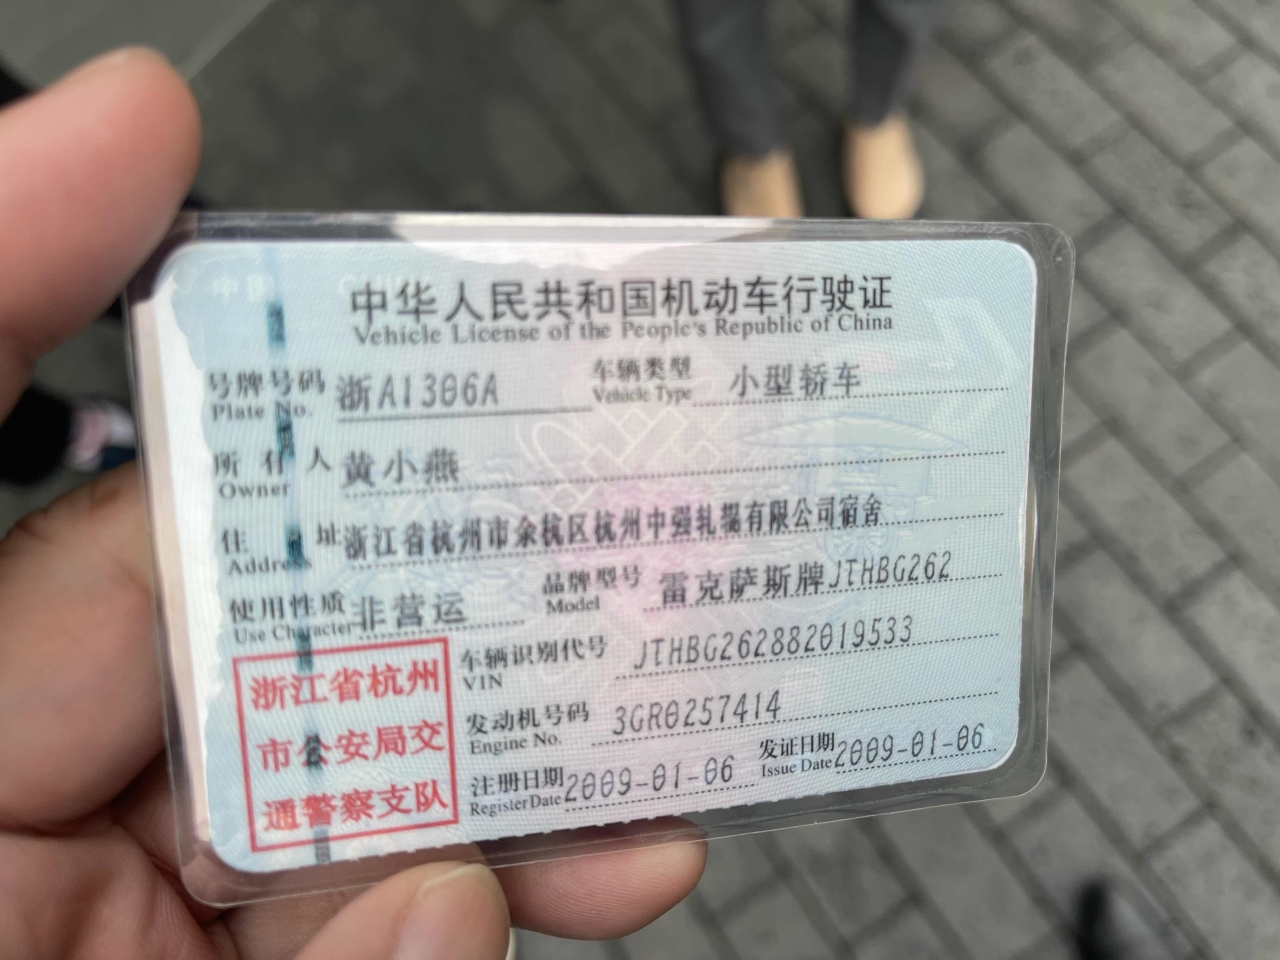 中华人民共和国机动车行驶证
Vehicle License of the People's Republic of China
号牌号码 浙A1306A 车辆类型 小型轿车
Plate No. Vehicle Type
所有人 黄小燕
Owner
住址 浙江省杭州市余杭区杭州中强轧辊有限公司宿舍
Address
使用性质 非营运 品牌型号 雷克萨斯牌JTHBG262
Use Character Model
车辆识别代号 JTHBG262882019533
VIN
发动机号码 3GR0257414
Engine No.
注册日期 2009-01-06 发证日期 2009-01-06
Register Date Issue Date
浙江省杭州
市公安局交
通警察支队